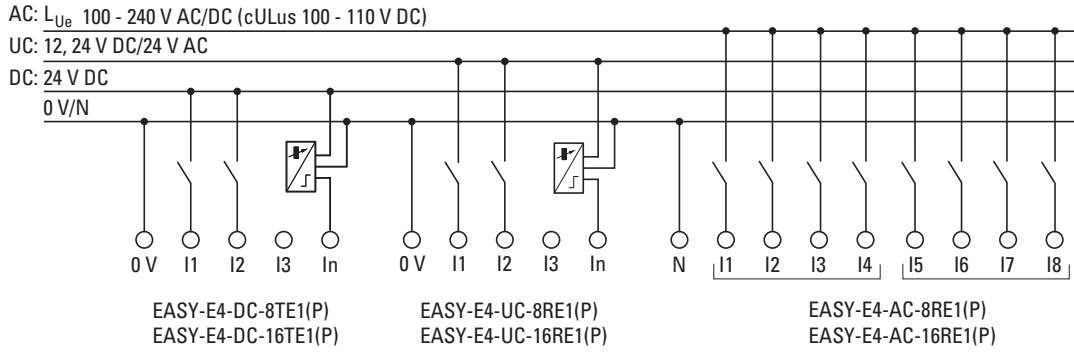 AC: LUe 100 - 240 V AC/DC (cULus 100 - 110 V DC)
UC: 12, 24 V DC/24 V AC
DC: 24 V DC
0 V/N
0 V I1 I2 I3 In 0 V I1 I2 I3 In N I1 I2 I3 I4 I5 I6 I7 I8
EASY-E4-DC-8TE1(P) EASY-E4-UC-8RE1(P) EASY-E4-AC-8RE1(P)
EASY-E4-DC-16TE1(P) EASY-E4-UC-16RE1(P) EASY-E4-AC-16RE1(P)